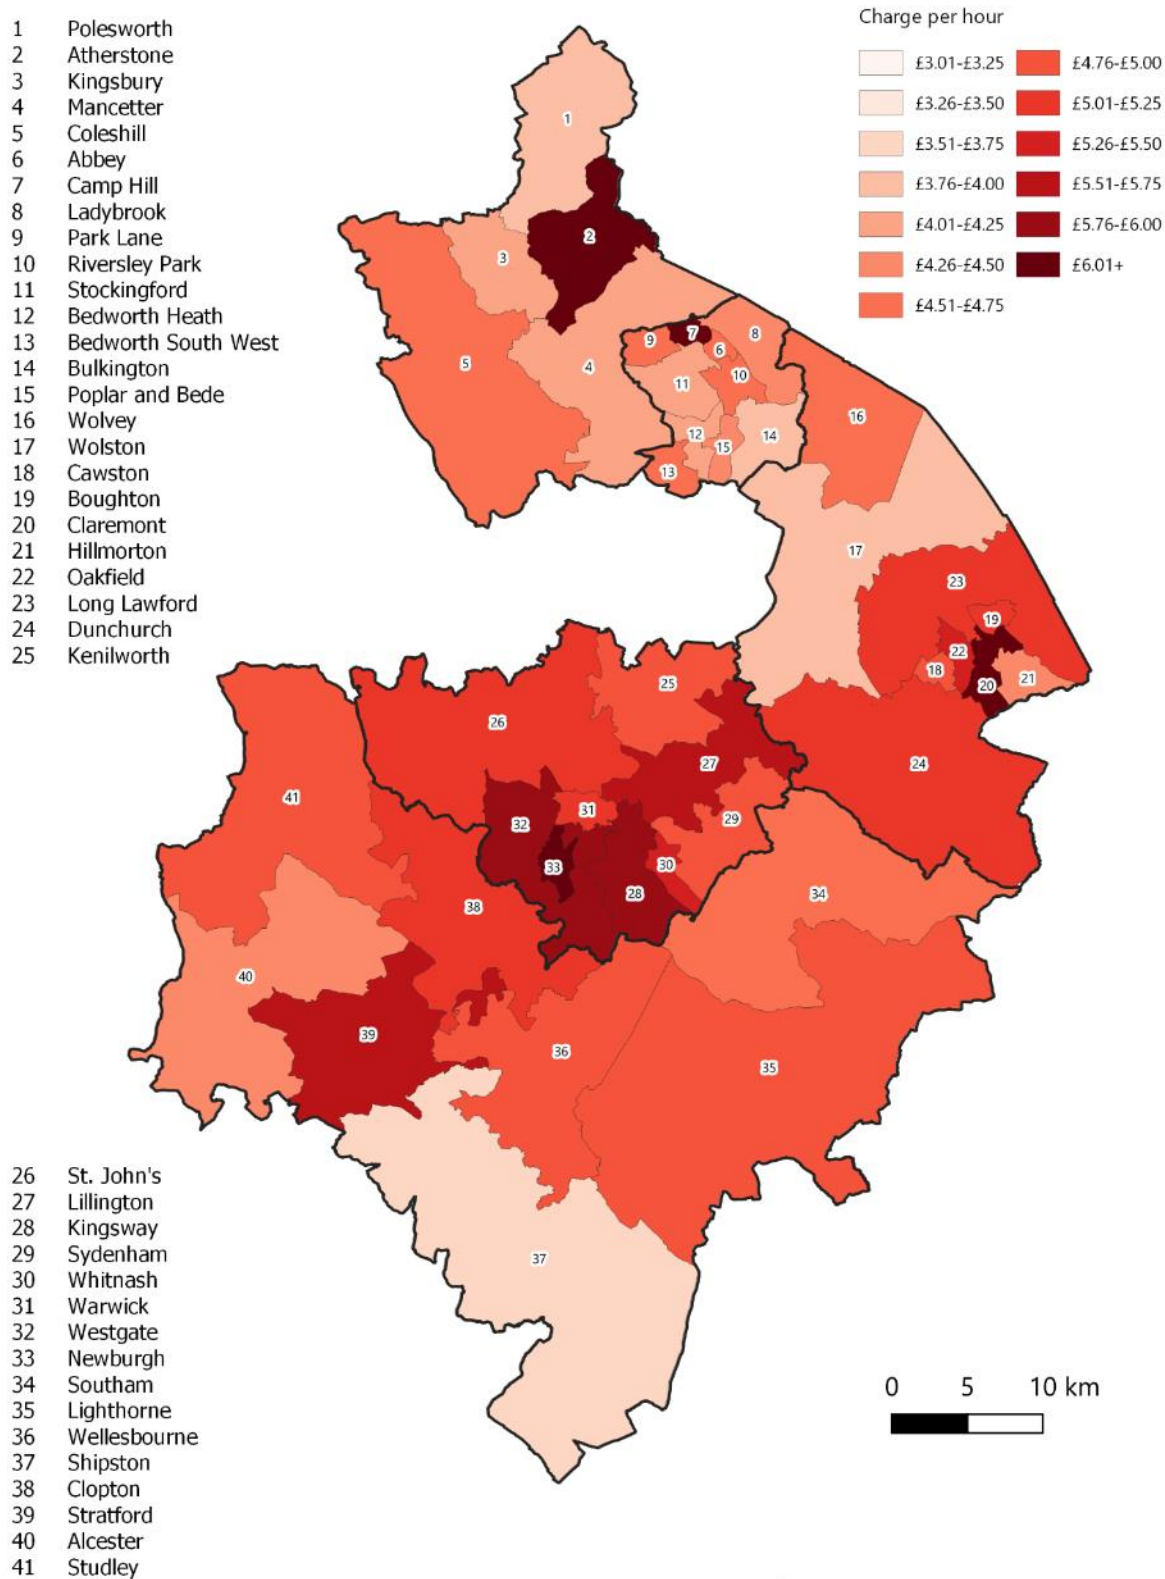 1 Polesworth
2 Atherstone
3 Kingsbury
4 Mancetter
5 Coleshill
6 Abbey
7 Camp Hill
8 Ladybrook
9 Park Lane
10 Riversley Park
11 Stockingford
12 Bedworth Heath
13 Bedworth South West
14 Bulkington
15 Poplar and Bede
16 Wolvey
17 Wolston
18 Cawston
19 Boughton
20 Claremont
21 Hillmorton
22 Oakfield
23 Long Lawford
24 Dunchurch
25 Kenilworth
Charge per hour
£3.01-£3.25
£3.26-£3.50
£3.51-£3.75
£3.76-£4.00
£4.01-£4.25
£4.26-£4.50
£4.51-£4.75
£4.76-£5.00
£5.01-£5.25
£5.26-£5.50
£5.51-£5.75
£5.76-£6.00
£6.01+
1
2
3
4
5
9
7
6
8
11
10
12
15
14
13
16
17
23
19
22
18
20
21
24
25
26
27
41
32
31
29
33
30
28
38
34
40
39
36
35
37
26 St. John's
27 Lillington
28 Kingsway
29 Sydenham
30 Whitnash
31 Warwick
32 Westgate
33 Newburgh
34 Southam
35 Lighthorne
36 Wellesbourne
37 Shipston
38 Clopton
39 Stratford
40 Alcester
41 Studley
0 5 10 km